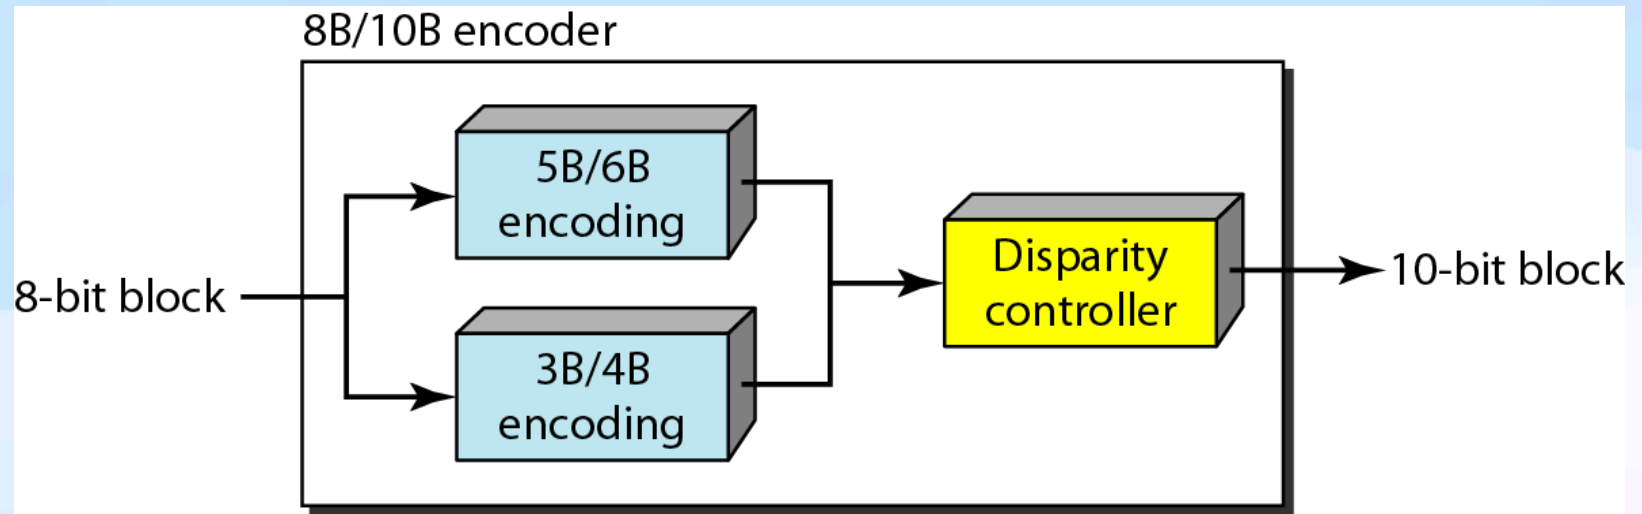 8B/10B encoder
5B/6B
encoding
8-bit block
3B/4B
encoding
Disparity
controller
10-bit block